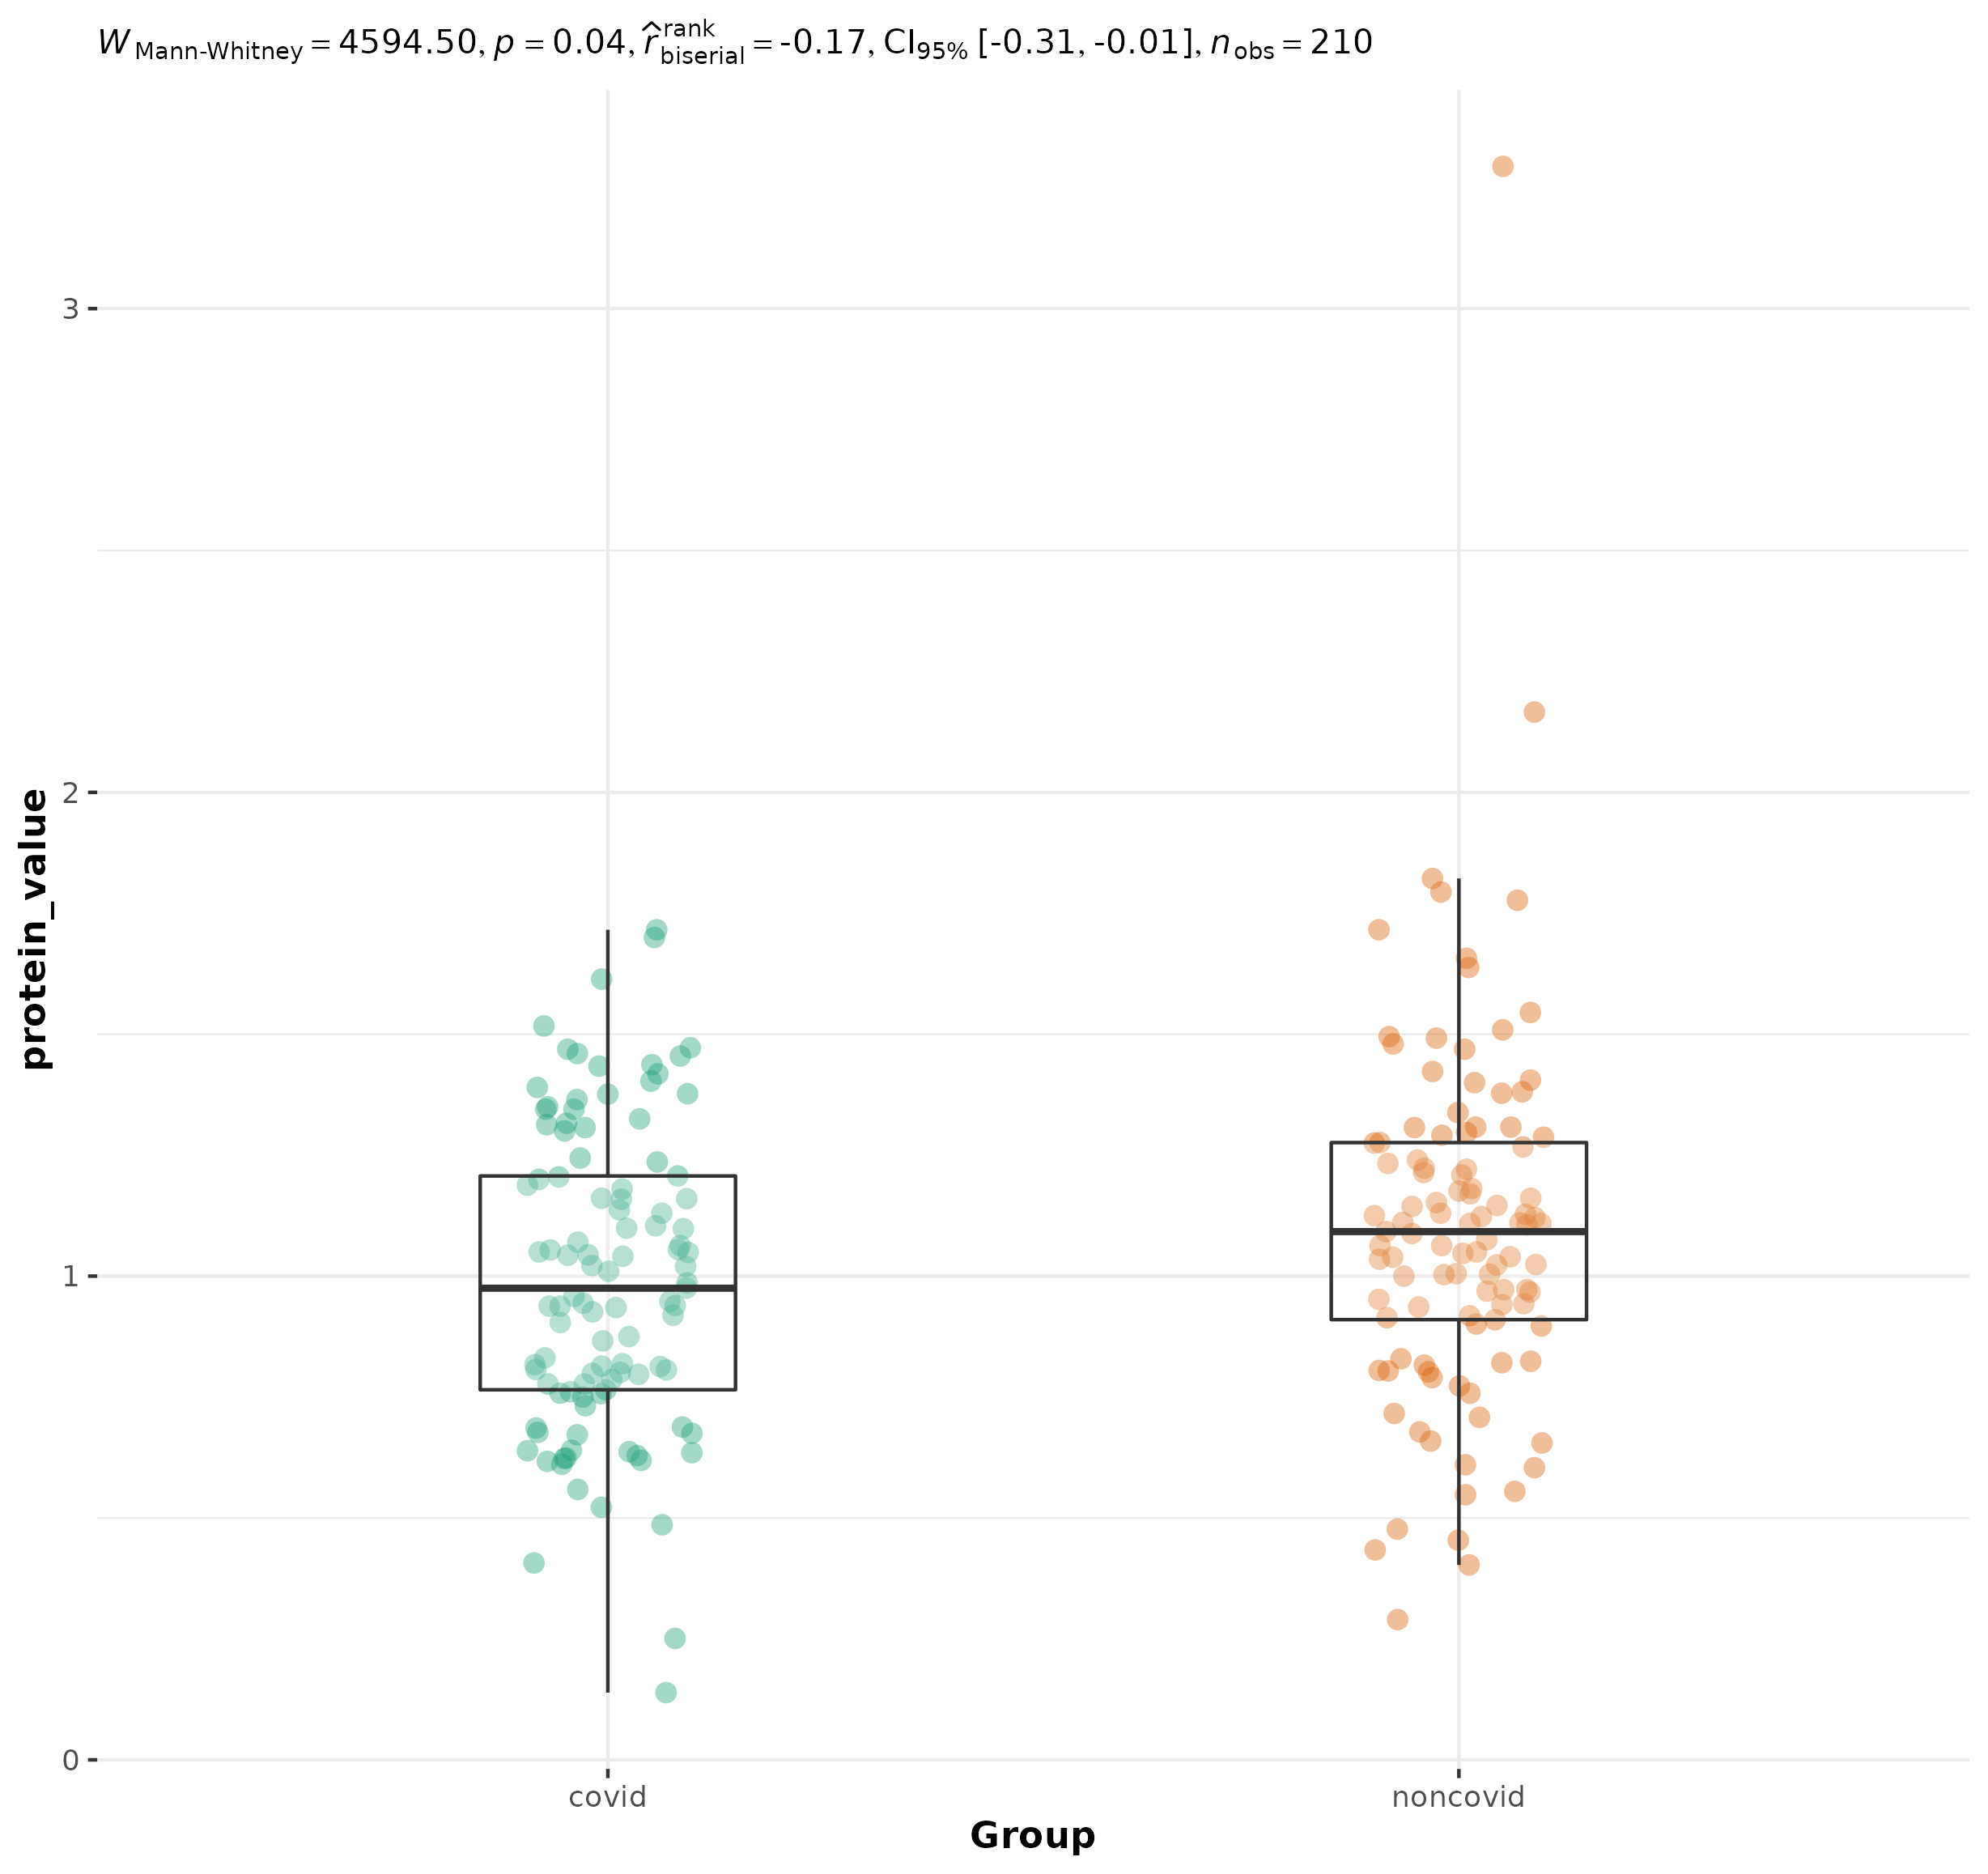 W Mann-Whitney = 4594.50, p = 0.04, r̂ rank biserial = -0.17, CI95% [-0.31, -0.01], nobs = 210
protein_value
3
2
1
0
covid noncovid
Group